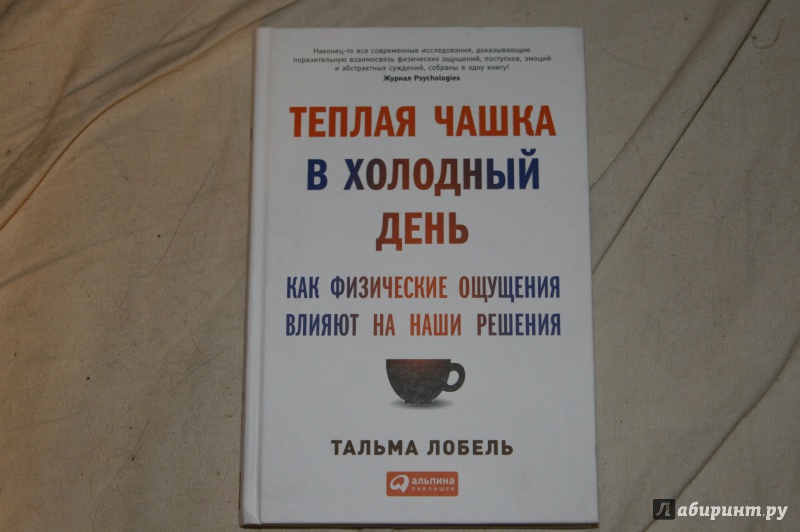 Наконец-то все современные исследования, доказывающие
поразительную взаимосвязь физических ощущений, поступков, эмоций
и абстрактных суждений, собраны в одну книгу!
Журнал Psychologies
ТЕПЛАЯ ЧАШКА
В ХОЛОДНЫЙ
ДЕНЬ
КАК ФИЗИЧЕСКИЕ ОЩУЩЕНИЯ
ВЛИЯЮТ НА НАШИ РЕШЕНИЯ
ТАЛЬМА ЛОБЕЛЬ
альпина
ПАБЛИШЕР
Лабиринт.ру